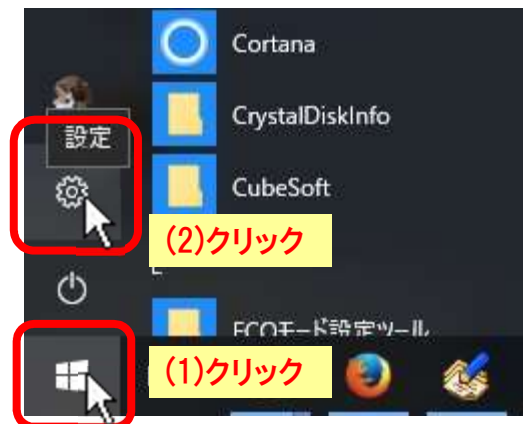 Cortana
CrystalDiskInfo
設定
CubeSoft
(2)クリック
ECOモード設定ツール
(1)クリック